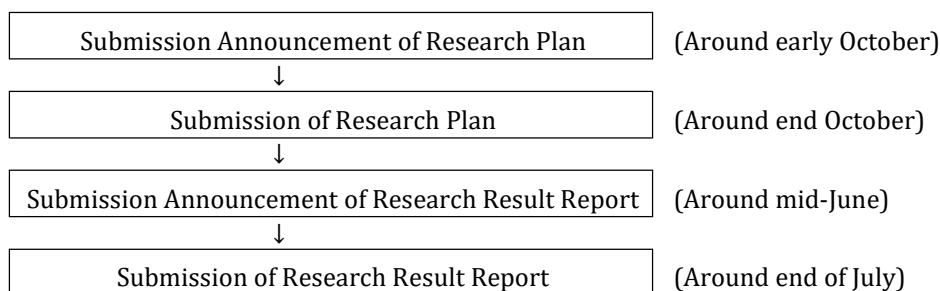 Submission Announcement of Research Plan (Around early October)
↓
Submission of Research Plan (Around end October)
↓
Submission Announcement of Research Result Report (Around mid-June)
↓
Submission of Research Result Report (Around end of July)